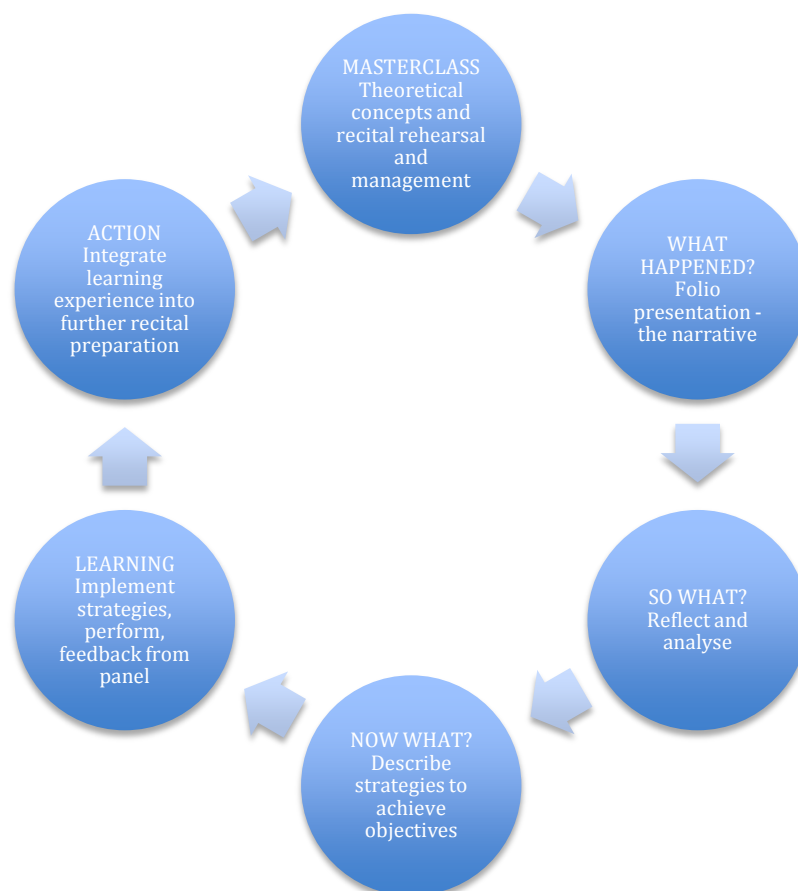 MASTERCLASS
Theoretical
concepts and
recital rehearsal
and
management
WHAT
HAPPENED?
Folio
presentation -
the narrative
SO WHAT?
Reflect and
analyse
NOW WHAT?
Describe
strategies to
achieve
objectives
LEARNING
Implement
strategies,
perform,
feedback from
panel
ACTION
Integrate
learning
experience into
further recital
preparation